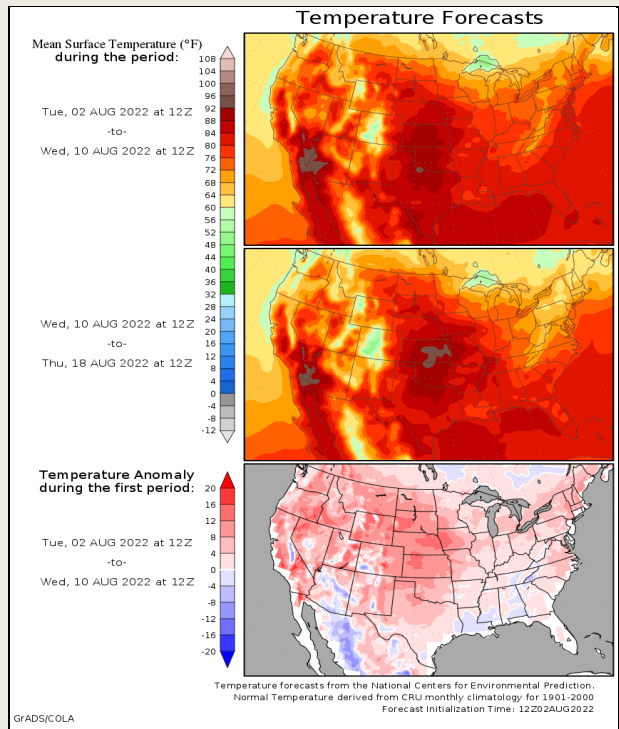 Temperature Forecasts
Mean Surface Temperature (°F)
during the period:
108
104
100
96
92
88
84
80
76
72
68
64
60
56
52
48
44
40
36
32
28
24
20
16
12
8
4
0
-4
-8
-12
Tue, 02 AUG 2022 at 12Z
-to-
Wed, 10 AUG 2022 at 12Z
Wed, 10 AUG 2022 at 12Z
-to-
Thu, 18 AUG 2022 at 12Z
Temperature Anomaly
during the first period:
20
16
12
8
4
0
-4
-8
-12
-16
-20
Tue, 02 AUG 2022 at 12Z
-to-
Wed, 10 AUG 2022 at 12Z
Temperature forecasts from the National Centers for Environmental Prediction.
Normal Temperature derived from CRU monthly climatology for 1901-2000
Forecast Initialization Time: 12Z02AUG2022
GrADS/COLA